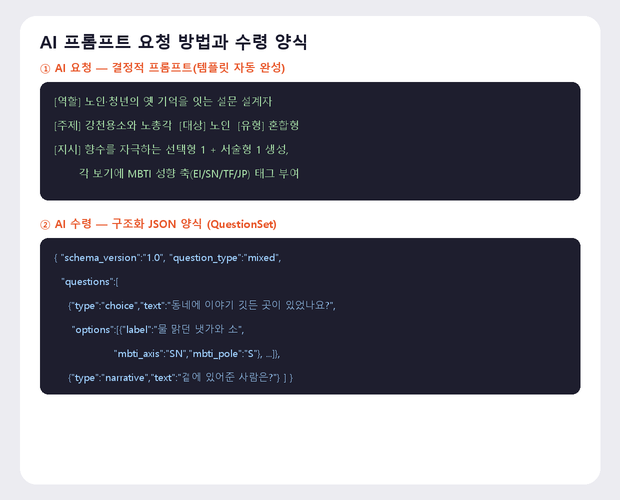 AI 프롬프트 요청 방법과 수령 양식
① AI 요청 — 결정적 프롬프트(템플릿 자동 완성)
[역할] 노인·청년의 옛 기억을 잇는 설문 설계자
[주제] 강천용소와 노총각 [대상] 노인 [유형] 혼합형
[지시] 향수를 자극하는 선택형 1 + 서술형 1 생성,
각 보기에 MBTI 성향 축(EI/SN/TF/JP) 태그 부여
② AI 수령 — 구조화 JSON 양식 (QuestionSet)
{ "schema_version":"1.0", "question_type":"mixed",
"questions":[
{"type":"choice","text":"동네에 이야기 깃든 곳이 있었나요?",
"options":[{"label":"물 맑던 냇가와 소",
"mbti_axis":"SN","mbti_pole":"S"}, ...]},
{"type":"narrative","text":"곁에 있어준 사람은?"} ] }